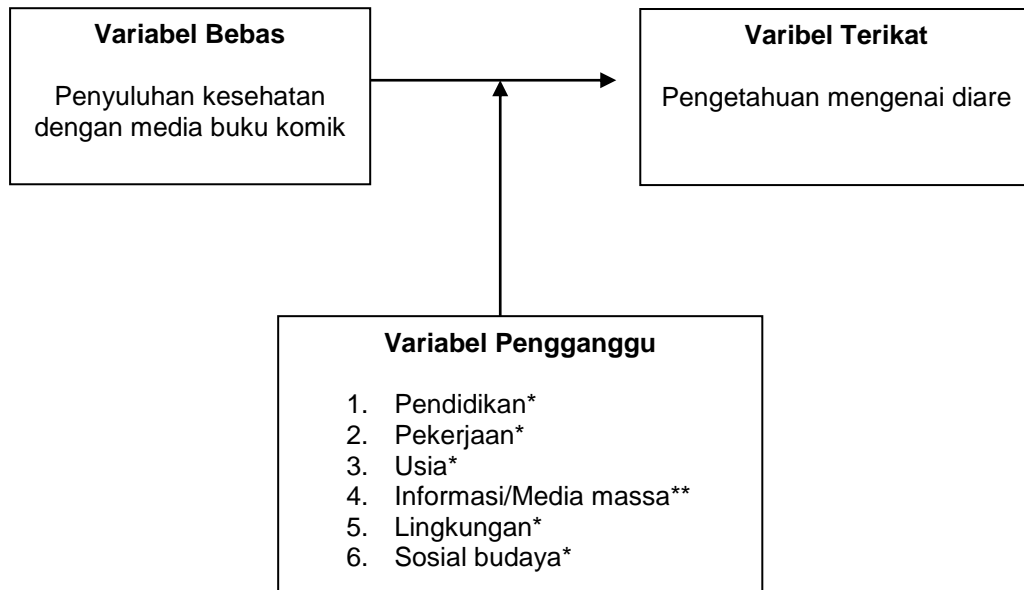 Variabel Bebas
Penyuluhan kesehatan
dengan media buku komik
Varibel Terikat
Pengetahuan mengenai diare
Variabel Pengganggu
1. Pendidikan*
2. Pekerjaan*
3. Usia*
4. Informasi/Media massa**
5. Lingkungan*
6. Sosial budaya*